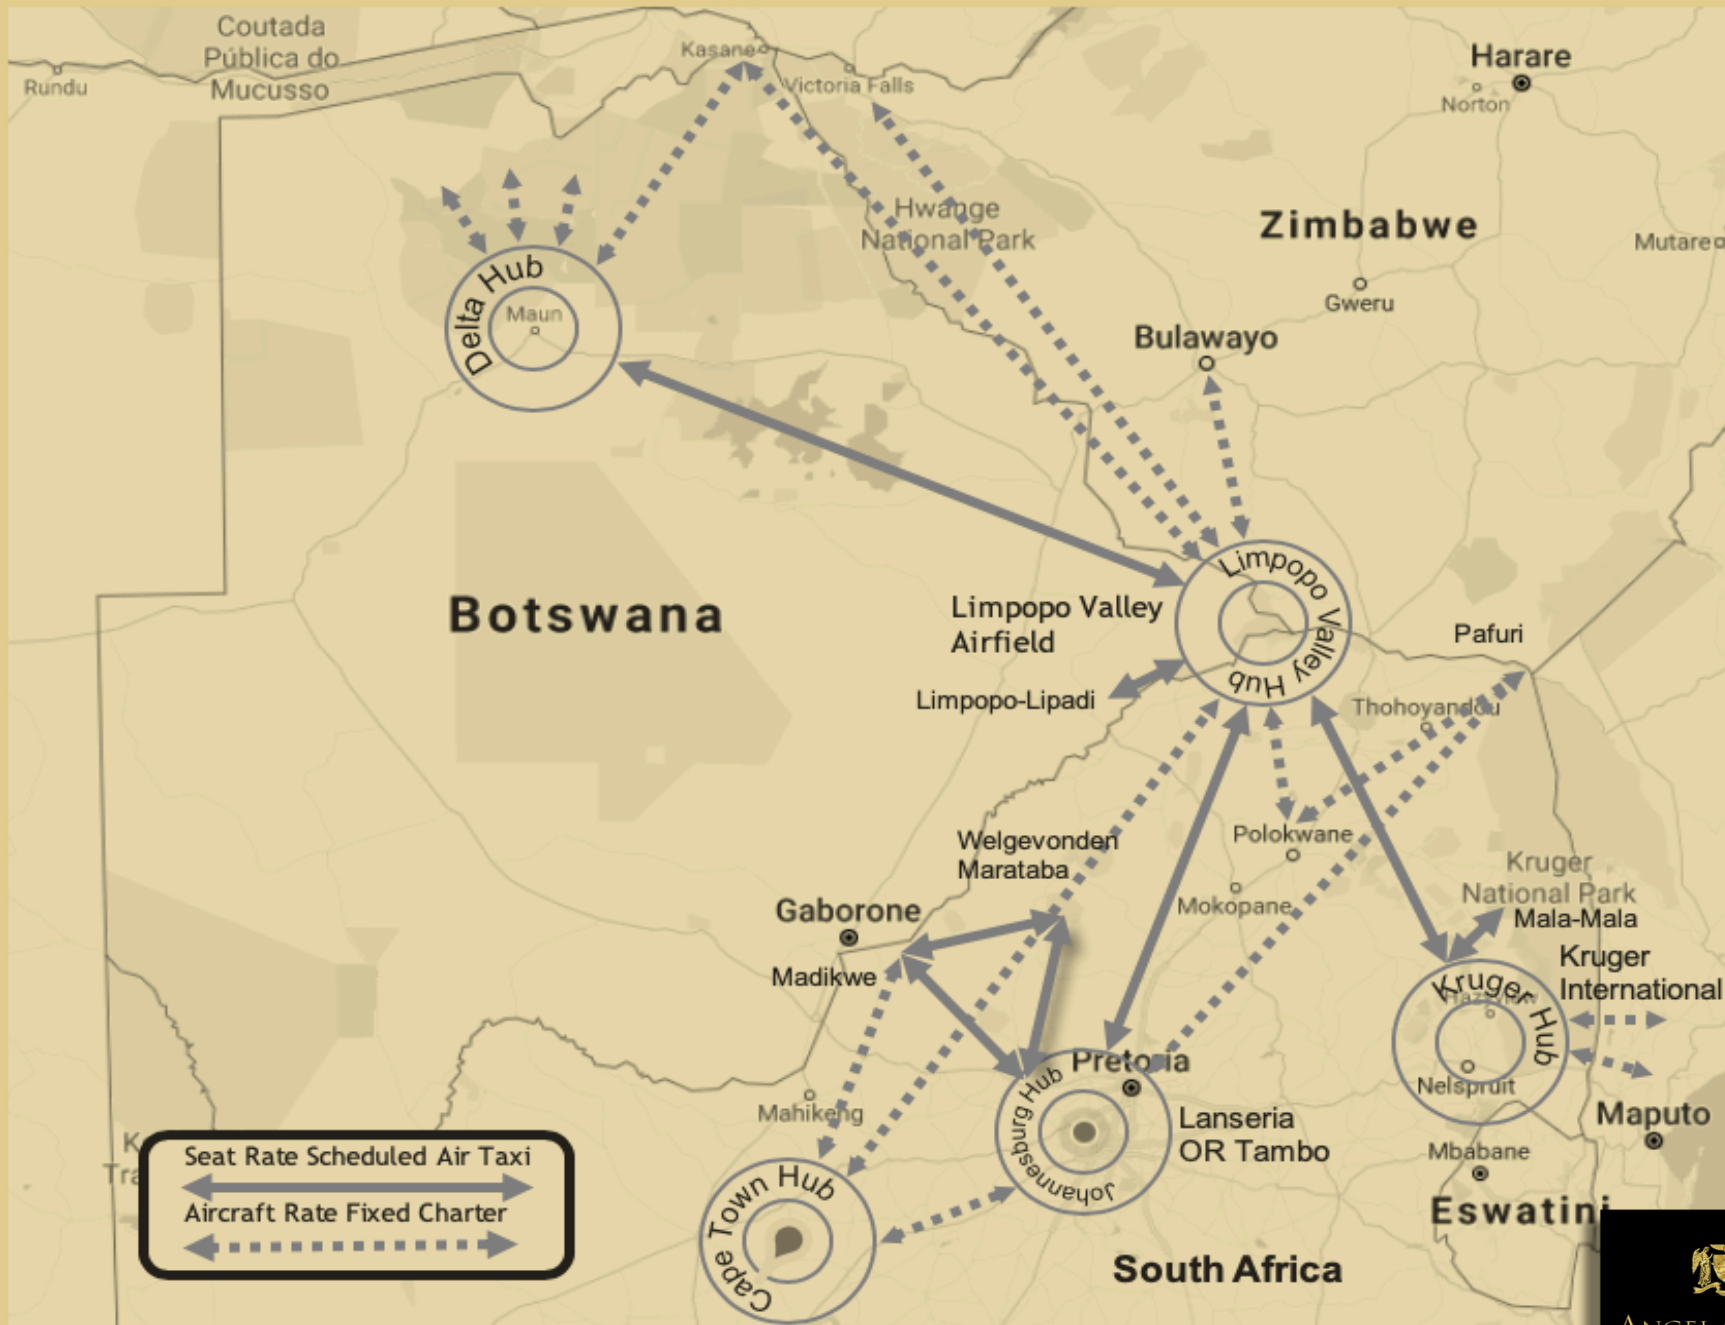 Coutada
Pública do
Mucusso
Rundu
Kasane
Victoria Falls
Harare
Norton
Hwange
National Park
Zimbabwe
Mutare
Gweru
Bulawayo
Delta Hub
Maun
Botswana
Limpopo Valley Hub
Limpopo Valley
Airfield
Limpopo-Lipadi
Pafuri
Thohoyandou
Welgevonden
Marataba
Polokwane
Mokopane
Kruger
National Park
Mala-Mala
Kruger
International
Gaborone
Madikwe
Kruger Hub
Nelspruit
Pretoria
Johannesburg Hub
Lanseria
OR Tambo
Mahikeng
Maputo
Mbabane
Eswatini
Cape Town Hub
South Africa
Seat Rate Scheduled Air Taxi
Aircraft Rate Fixed Charter